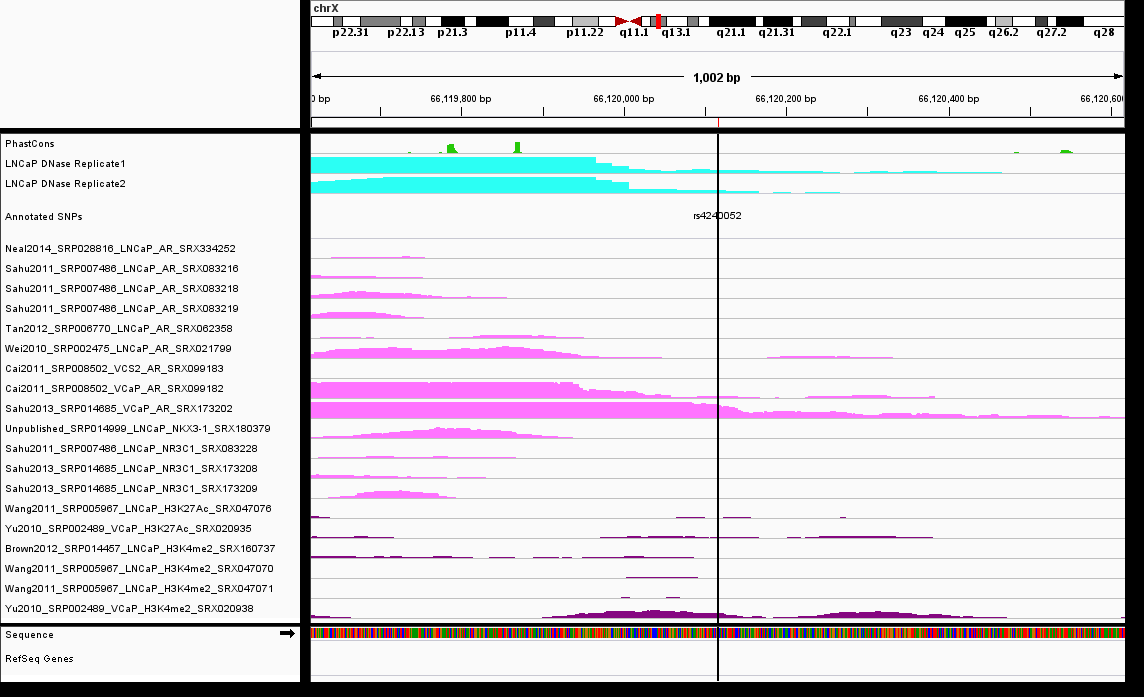 chrX
p22.31 p22.13 p21.3 p11.4 p11.22 q11.1 q13.1 q21.1 q21.31 q22.1 q23 q24 q25 q26.2 q27.2 q28
1,002 bp
0 bp 66,119,800 bp 66,120,000 bp 66,120,200 bp 66,120,400 bp 66,120,600
PhastCons
LNCaP DNase Replicate1
LNCaP DNase Replicate2
Annotated SNPs
rs4240052
Neal2014_SRP028816_LNCaP_AR_SRX334252
Sahu2011_SRP007486_LNCaP_AR_SRX083216
Sahu2011_SRP007486_LNCaP_AR_SRX083218
Sahu2011_SRP007486_LNCaP_AR_SRX083219
Tan2012_SRP006770_LNCaP_AR_SRX062358
Wei2010_SRP002475_LNCaP_AR_SRX021799
Cai2011_SRP008502_VCS2_AR_SRX099183
Cai2011_SRP008502_VCaP_AR_SRX099182
Sahu2013_SRP014685_VCaP_AR_SRX173202
Unpublished_SRP014999_LNCaP_NKX3-1_SRX180379
Sahu2011_SRP007486_LNCaP_NR3C1_SRX083228
Sahu2013_SRP014685_LNCaP_NR3C1_SRX173208
Sahu2013_SRP014685_LNCaP_NR3C1_SRX173209
Wang2011_SRP005967_LNCaP_H3K27Ac_SRX047076
Yu2010_SRP002489_VCaP_H3K27Ac_SRX020935
Brown2012_SRP014457_LNCaP_H3K4me2_SRX160737
Wang2011_SRP005967_LNCaP_H3K4me2_SRX047070
Wang2011_SRP005967_LNCaP_H3K4me2_SRX047071
Yu2010_SRP002489_VCaP_H3K4me2_SRX020938
Sequence
RefSeq Genes